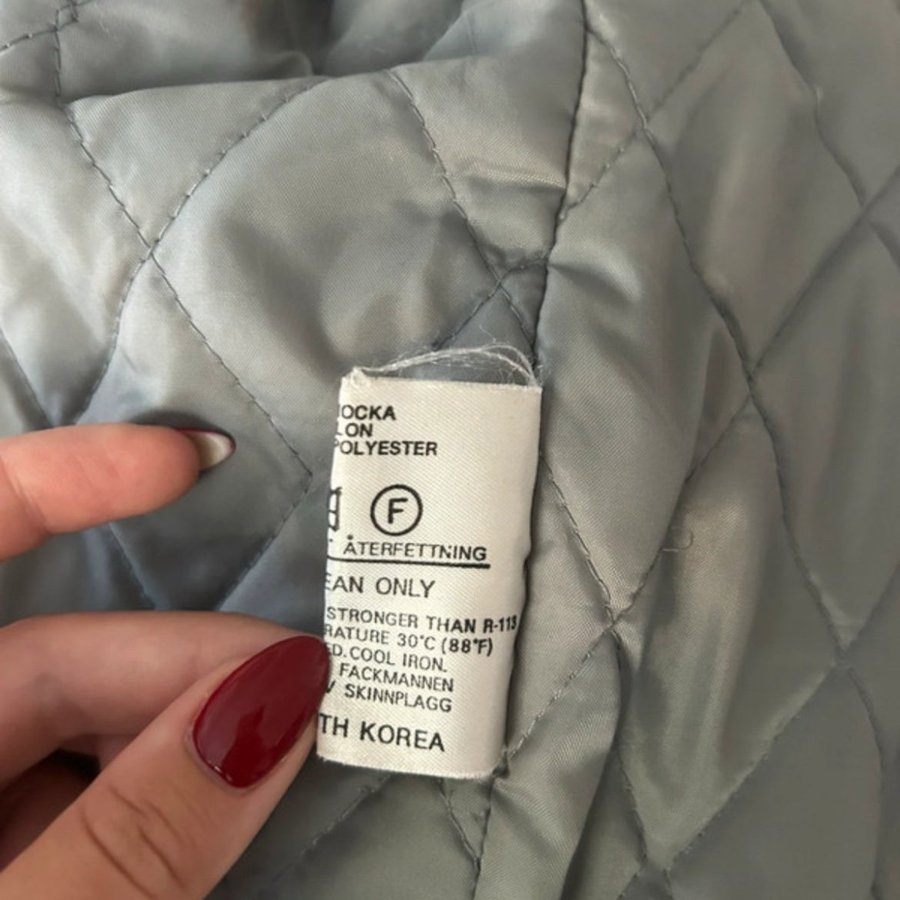 OCKA
LON
POLYESTER
F
T ÅTERFETTNING
EAN ONLY
STRONGER THAN R-113
RATURE 30°C (88°F)
ED. COOL IRON.
FACKMANNEN
V SKINNPLAGG
TH KOREA